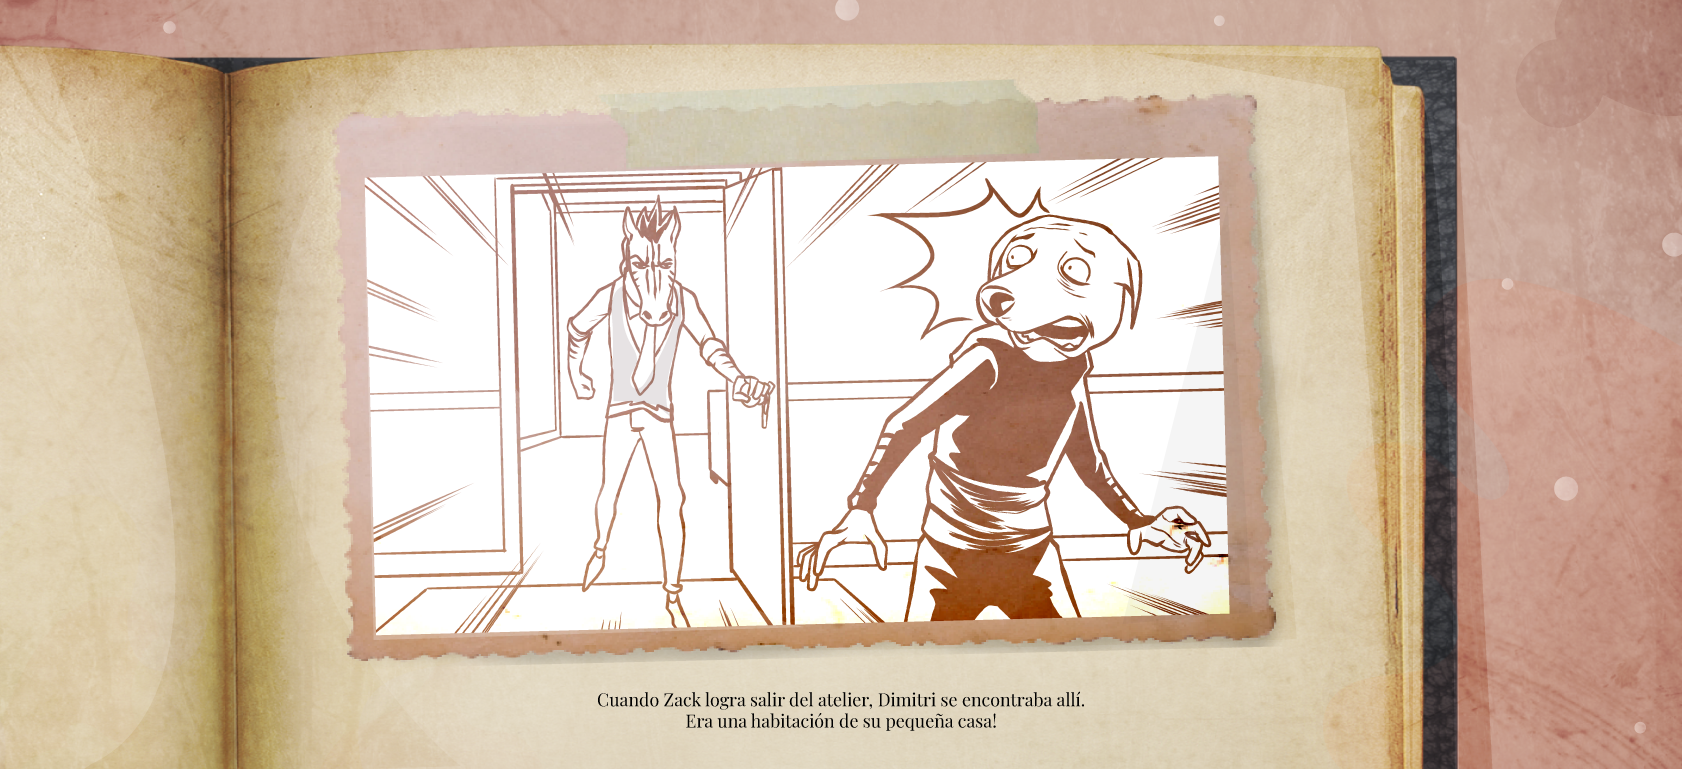 Cuando Zack logra salir del atelier, Dimitri se encontraba allí.
Era una habitación de su pequeña casa!